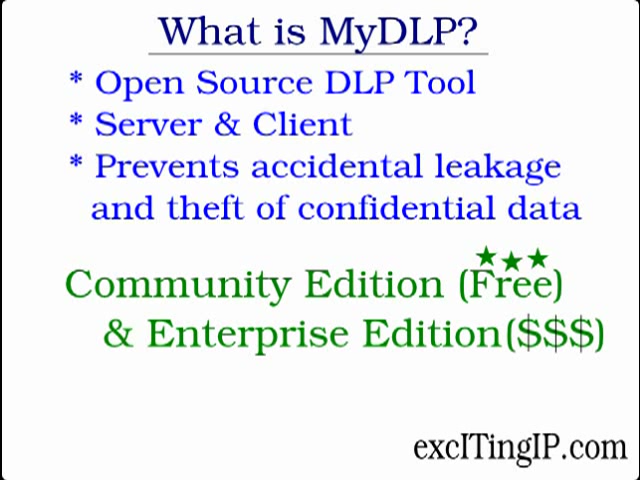 What is MyDLP?
* Open Source DLP Tool
* Server & Client
* Prevents accidental leakage
and theft of confidential data
Community Edition (Free)
& Enterprise Edition($$$)
excITingIP.com